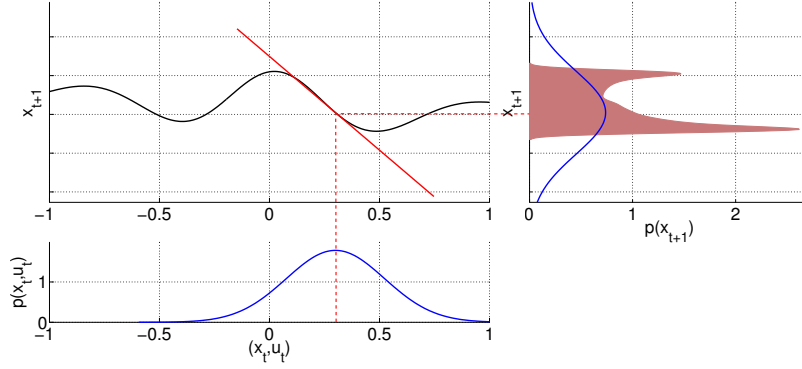 x_{t+1}
-1 -0.5 0 0.5 1
x_{t+1}
0 1 2
p(x_{t+1})
p(x_t,u_t)
1
0
-1 -0.5 0 0.5 1
(x_t,u_t)